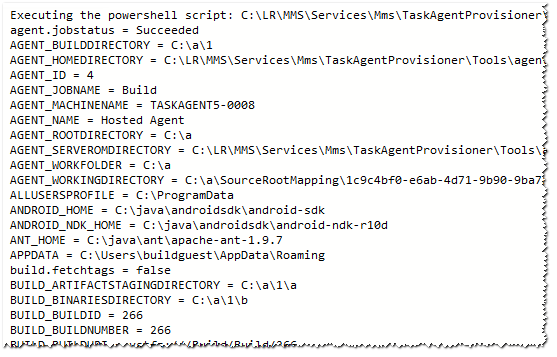 Executing the powershell script: C:\LR\MMS\Services\Mms\TaskAgentProvisioner\
agent.jobstatus = Succeeded
AGENT_BUILDDIRECTORY = C:\a\1
AGENT_HOMEDIRECTORY = C:\LR\MMS\Services\Mms\TaskAgentProvisioner\Tools\agen
AGENT_ID = 4
AGENT_JOBNAME = Build
AGENT_MACHINENAME = TASKAGENT5-0008
AGENT_NAME = Hosted Agent
AGENT_ROOTDIRECTORY = C:\a
AGENT_SERVEROMDIRECTORY = C:\LR\MMS\Services\Mms\TaskAgentProvisioner\Tools\a
AGENT_WORKFOLDER = C:\a
AGENT_WORKINGDIRECTORY = C:\a\SourceRootMapping\1c9c4bf0-e6ab-4d71-9b90-9ba7
ALLUSERSPROFILE = C:\ProgramData
ANDROID_HOME = C:\java\androidsdk\android-sdk
ANDROID_NDK_HOME = C:\java\androidsdk\android-ndk-r10d
ANT_HOME = C:\java\ant\apache-ant-1.9.7
APPDATA = C:\Users\buildguest\AppData\Roaming
build.fetchtags = false
BUILD_ARTIFACTSTAGINGDIRECTORY = C:\a\1\a
BUILD_BINARIESDIRECTORY = C:\a\1\b
BUILD_BUILDID = 266
BUILD_BUILDNUMBER = 266